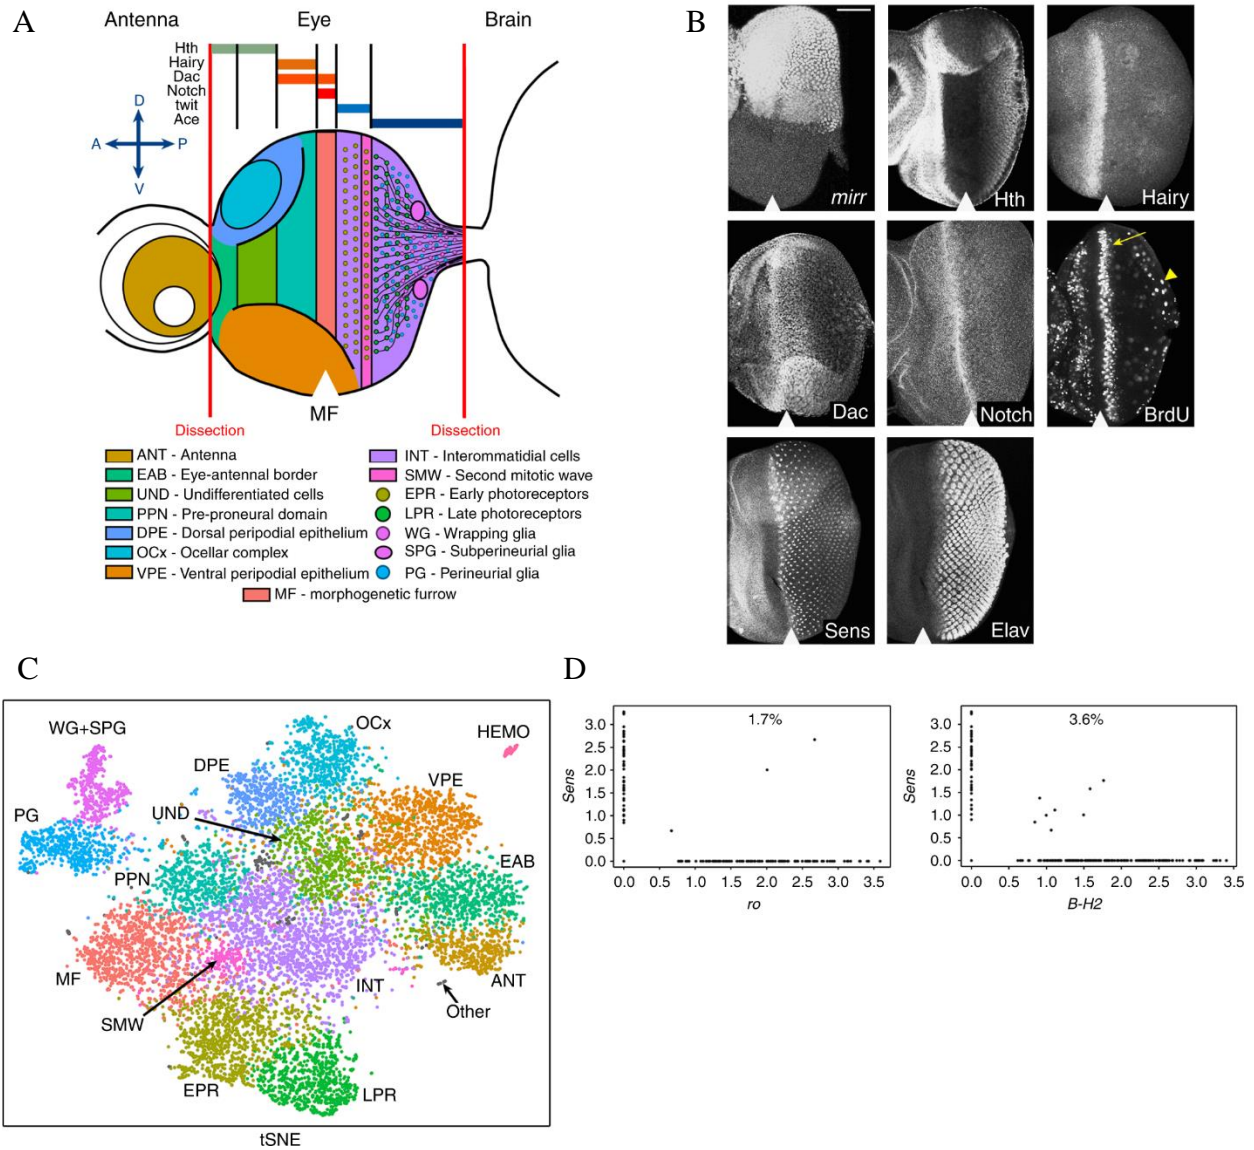 A
Antenna
Eye
Brain
Hth
Hairy
Dac
Notch
twit
Ace
D
A
P
V
MF
Dissection
Dissection
ANT - Antenna
EAB - Eye-antennal border
UND - Undifferentiated cells
PPN - Pre-proneural domain
DPE - Dorsal peripodial epithelium
OCx - Ocellar complex
VPE - Ventral peripodial epithelium
INT - Interommatidial cells
SMW - Second mitotic wave
EPR - Early photoreceptors
LPR - Late photoreceptors
WG - Wrapping glia
SPG - Subperineurial glia
PG - Perineurial glia
MF - morphogenetic furrow
B
mirr
Hth
Hairy
Dac
Notch
BrdU
Sens
Elav
C
WG+SPG
OCx
HEMO
DPE
VPE
UND
PG
EAB
PPN
MF
ANT
INT
SMW
Other
EPR
LPR
tSNE
D
1.7%
3.0
2.5
2.0
1.5
1.0
0.5
0.0
Sens
0.0 0.5 1.0 1.5 2.0 2.5 3.0 3.5
ro
3.6%
3.0
2.5
2.0
1.5
1.0
0.5
0.0
Sens
0.0 0.5 1.0 1.5 2.0 2.5 3.0 3.5
B-H2